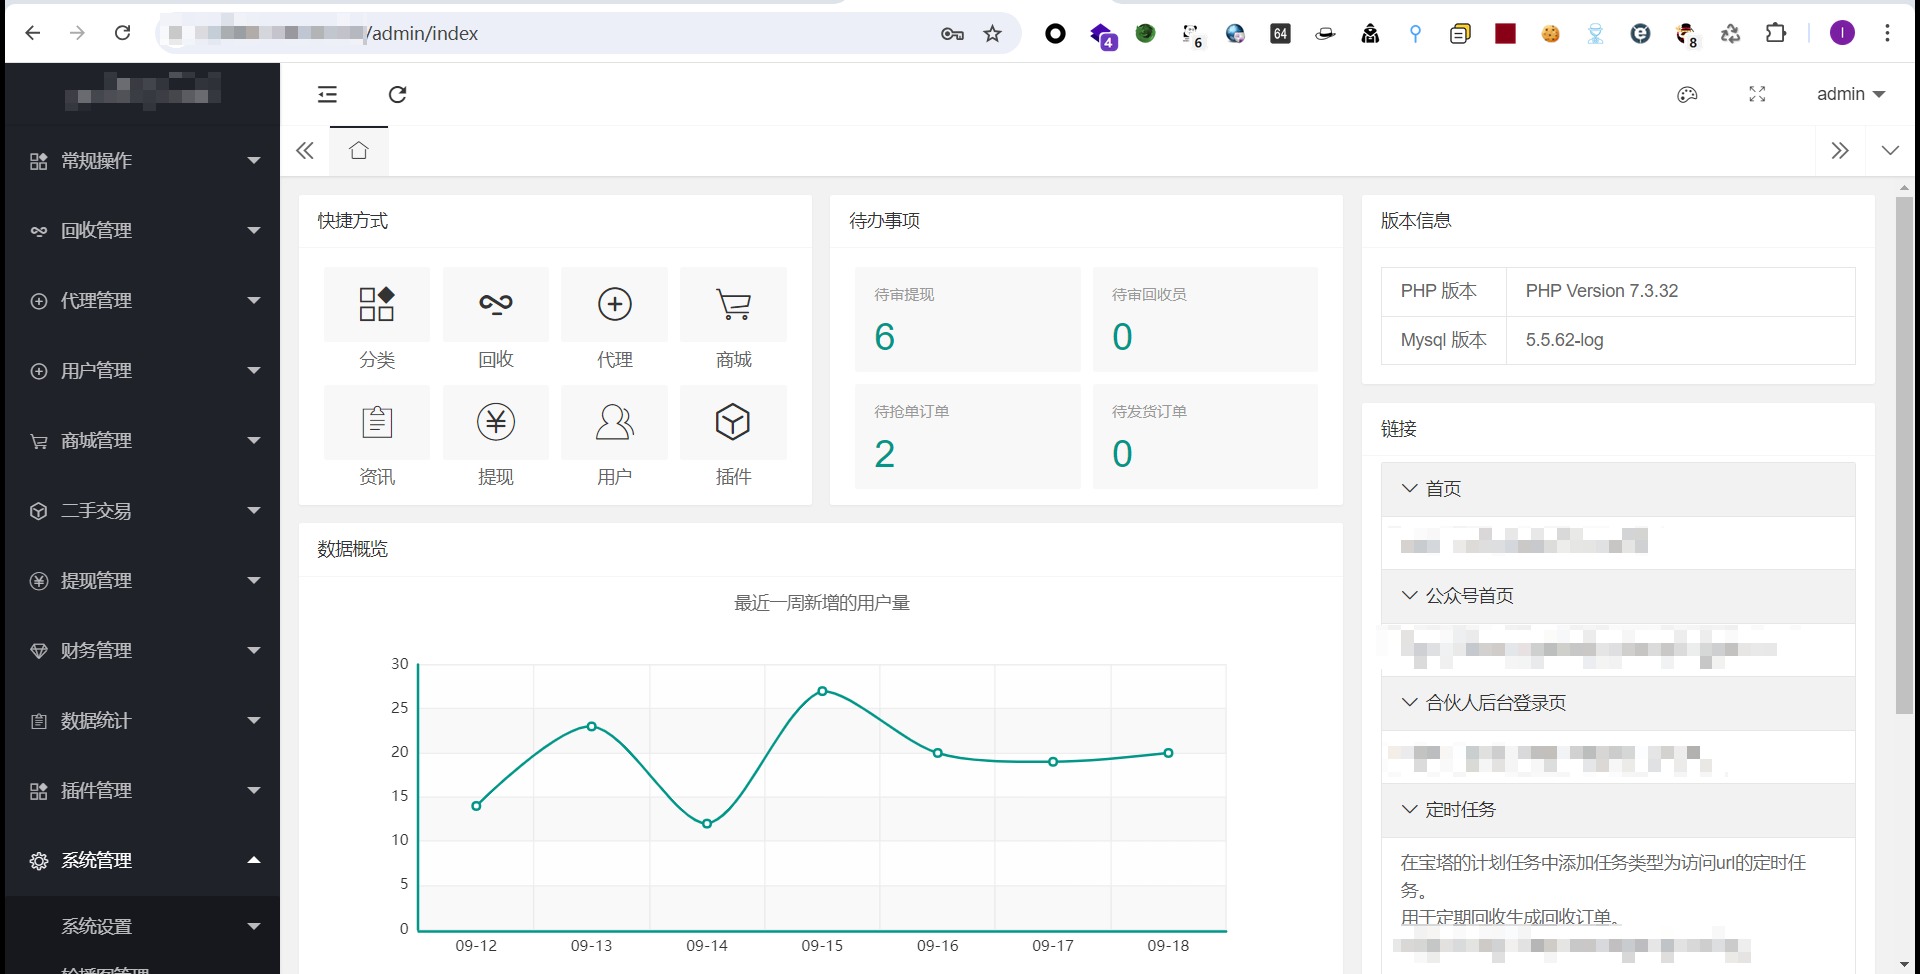 /admin/index
4
6
64
8
I
admin
常规操作
回收管理
代理管理
用户管理
商城管理
二手交易
提现管理
财务管理
数据统计
插件管理
系统管理
系统设置
快捷方式
分类
回收
代理
商城
资讯
提现
用户
插件
待办事项
待审提现
6
待审回收员
0
待抢单订单
2
待发货订单
0
数据概览
最近一周新增的用户量
30
25
20
15
10
5
0
09-12
09-13
09-14
09-15
09-16
09-17
09-18
版本信息
PHP 版本
PHP Version 7.3.32
Mysql 版本
5.5.62-log
链接
首页
公众号首页
合伙人后台登录页
定时任务
在宝塔的计划任务中添加任务类型为访问url的定时任
务。
用于定期回收生成回收订单。